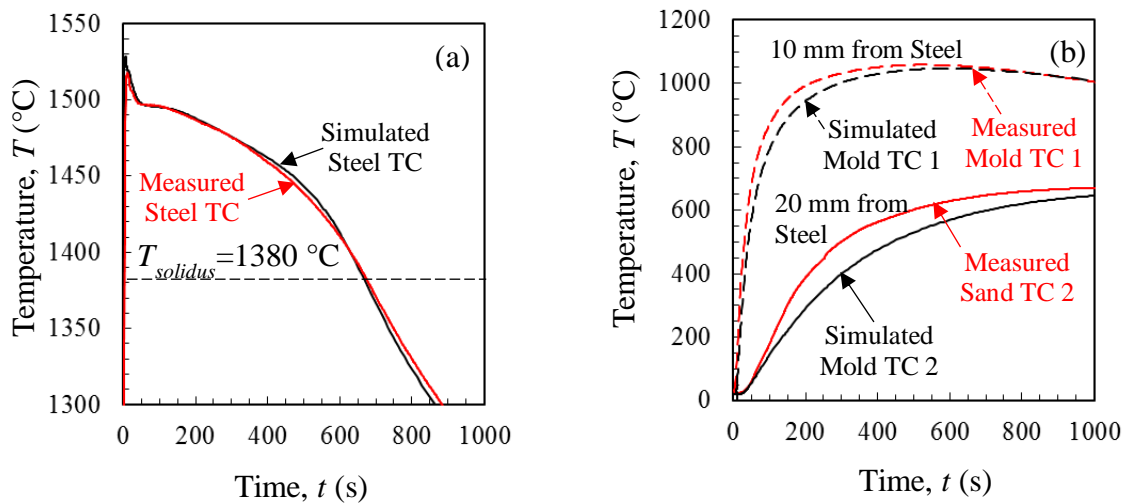 (a)
1550
1500
1450
1400
1350
1300
0
200
400
600
800
1000
Temperature, T (°C)
Time, t (s)
Simulated
Steel TC
Measured
Steel TC
T solidus=1380 °C
(b)
1200
1000
800
600
400
200
0
0
200
400
600
800
1000
Temperature, T (°C)
Time, t (s)
10 mm from Steel
Simulated
Mold TC 1
Measured
Mold TC 1
20 mm from
Steel
Measured
Sand TC 2
Simulated
Mold TC 2